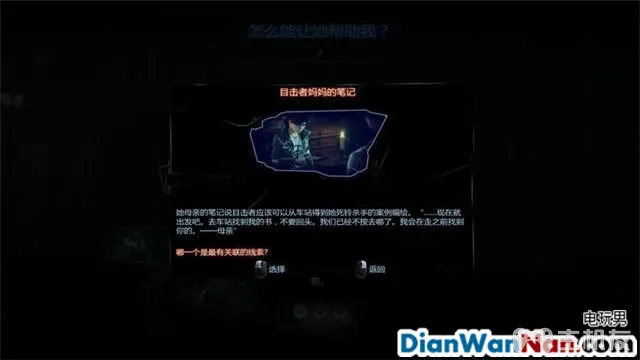 怎么能让她帮助我？
?
目击者妈妈的笔记
她母亲的笔记说目击者应该可以从车站得到她死铃杀手的案例编绘。“……现在就
出发吧。去车站找到我的书，不要回头。我们已经不按去哪了。我会在走之前找到
你的。——母亲”
哪一个是最有关联的线索?
选择
返回
电玩男
DianWanNan.com